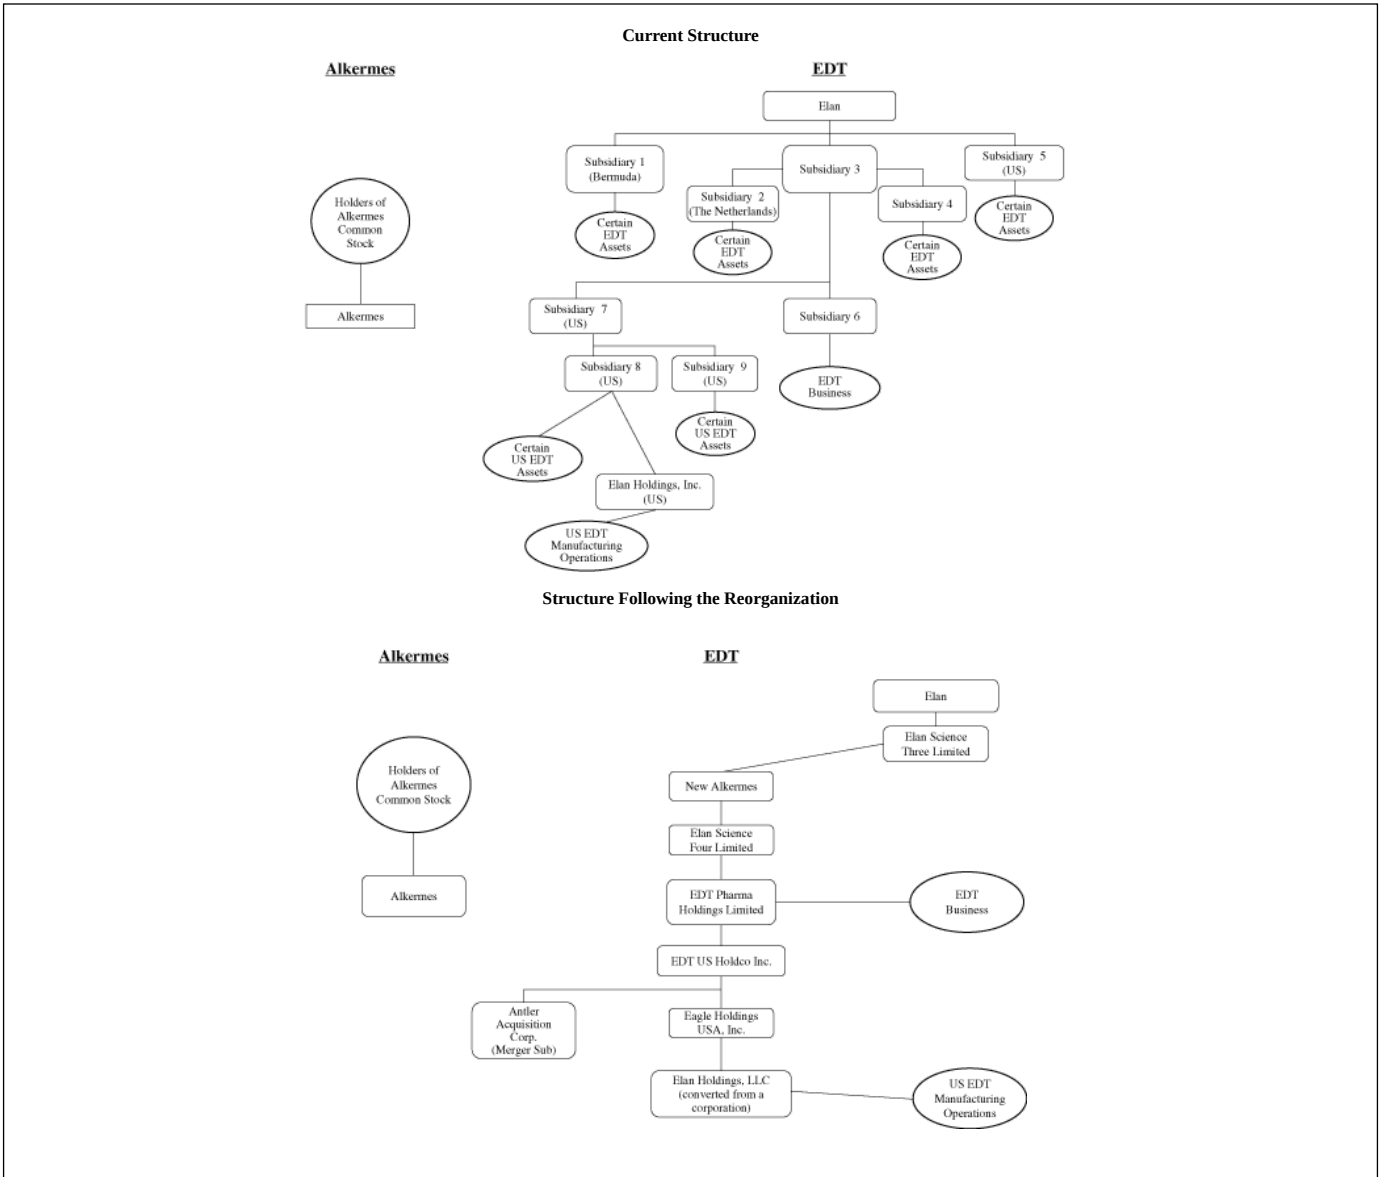 Current Structure
Alkermes
EDT
Elan
Subsidiary 1
(Bermuda)
Subsidiary 3
Subsidiary 5
(US)
Subsidiary 2
(The Netherlands)
Subsidiary 4
Certain
EDT
Assets
Certain
EDT
Assets
Certain
EDT
Assets
Certain
EDT
Assets
Holders of
Alkermes
Common
Stock
Alkermes
Subsidiary 7
(US)
Subsidiary 6
Subsidiary 8
(US)
Subsidiary 9
(US)
EDT
Business
Certain
US EDT
Assets
Certain
US EDT
Assets
Elan Holdings, Inc.
(US)
US EDT
Manufacturing
Operations
Structure Following the Reorganization
Alkermes
EDT
Elan
Elan Science
Three Limited
Holders of
Alkermes
Common Stock
New Alkermes
Elan Science
Four Limited
Alkermes
EDT Pharma
Holdings Limited
EDT
Business
EDT US Holdco Inc.
Antler
Acquisition
Corp.
(Merger Sub)
Eagle Holdings
USA, Inc.
Elan Holdings, LLC
(converted from a
corporation)
US EDT
Manufacturing
Operations